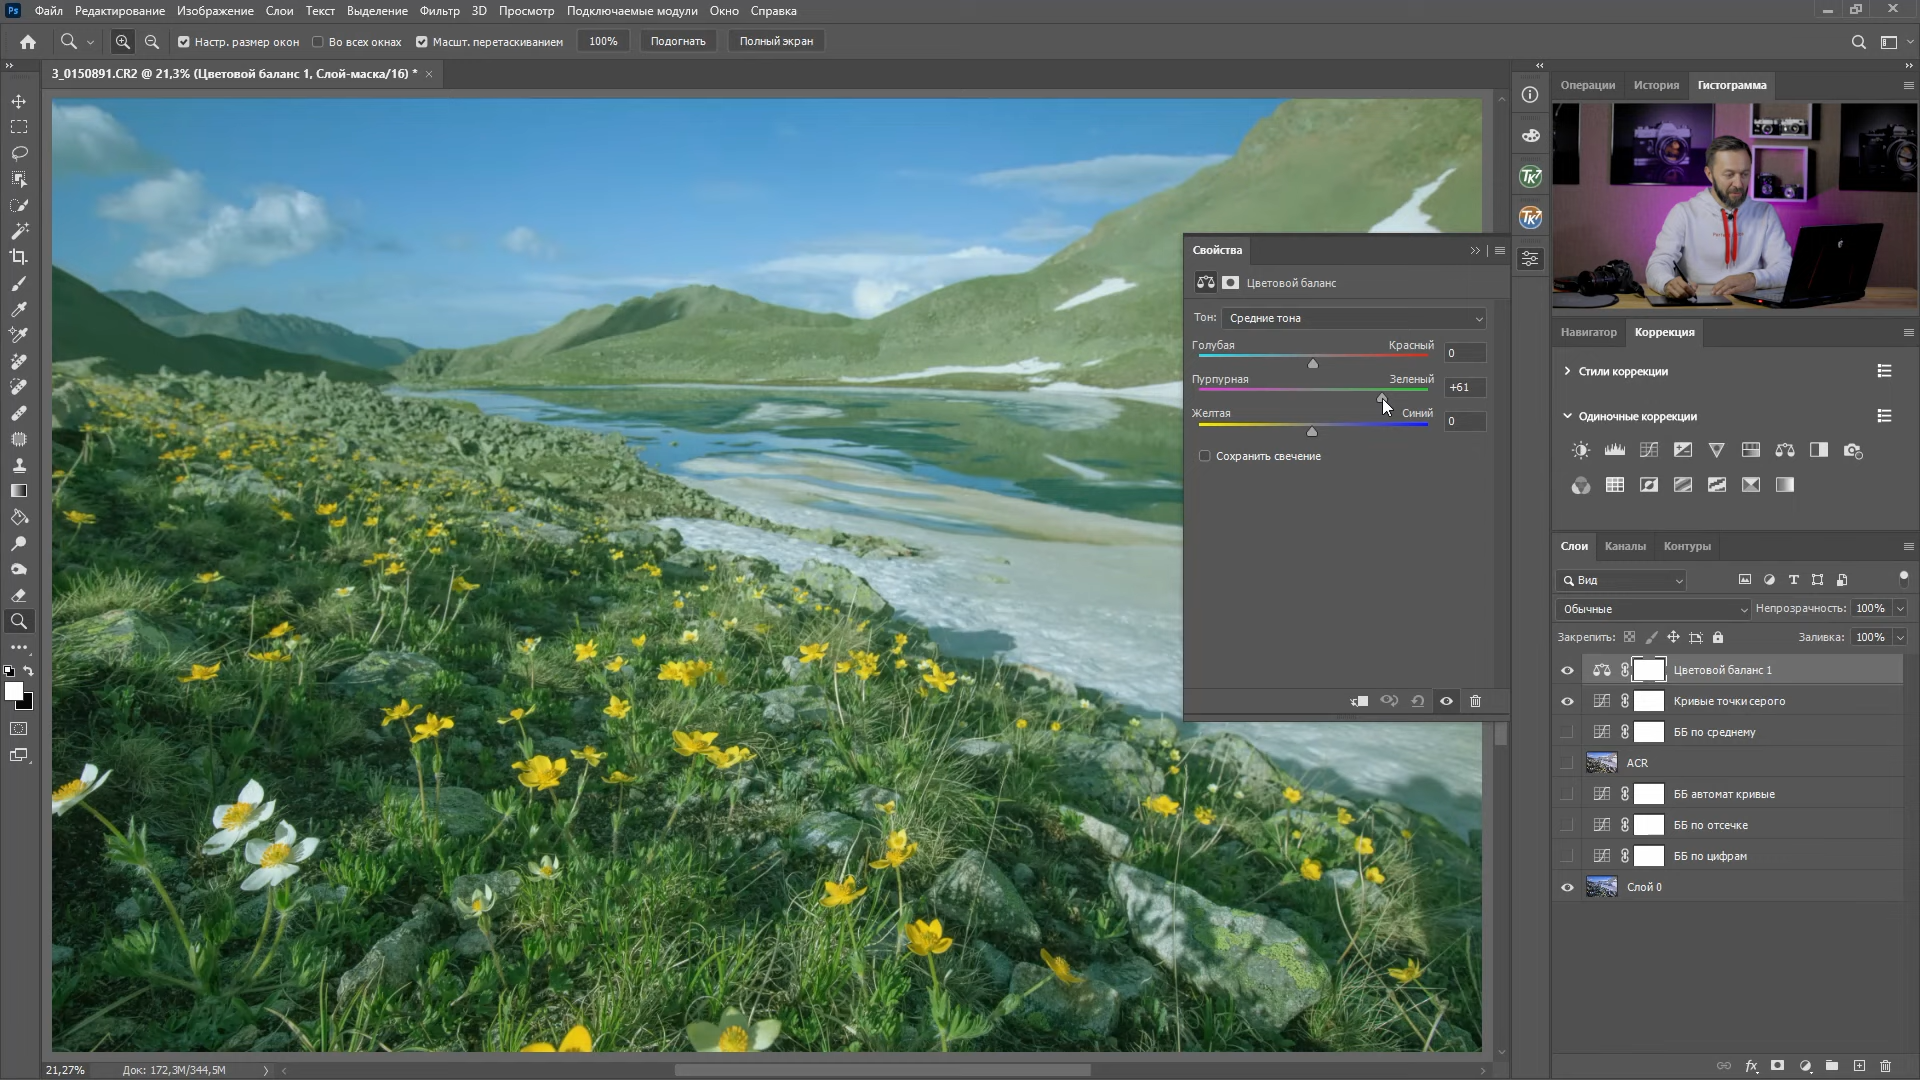 Ps Файл Редактирование Изображение Слои Текст Выделение Фильтр 3D Просмотр Подключаемые модули Окно Справка
Настр. размер окон Во всех окнах Масшт. перетаскиванием 100% Подогнать Полный экран
3_0150891.CR2 @ 21,3% (Цветовой баланс 1, Слой-маска/16) *
Операции История Гистограмма
TK7
TK7
Свойства
Цветовой баланс
Тон: Средние тона
Голубая Красный 0
Пурпурная Зеленый +61
Желтая Синий 0
Сохранить свечение
Навигатор Коррекция
Стили коррекции
Одиночные коррекции
Слои Каналы Контуры
Вид
Обычные Непрозрачность: 100%
Закрепить: Заливка: 100%
Цветовой баланс 1
Кривые точки серого
ББ по среднему
ACR
ББ автомат кривые
ББ по отсечке
ББ по цифрам
Слой 0
21,27% Док: 172,3M/344,5M
fx